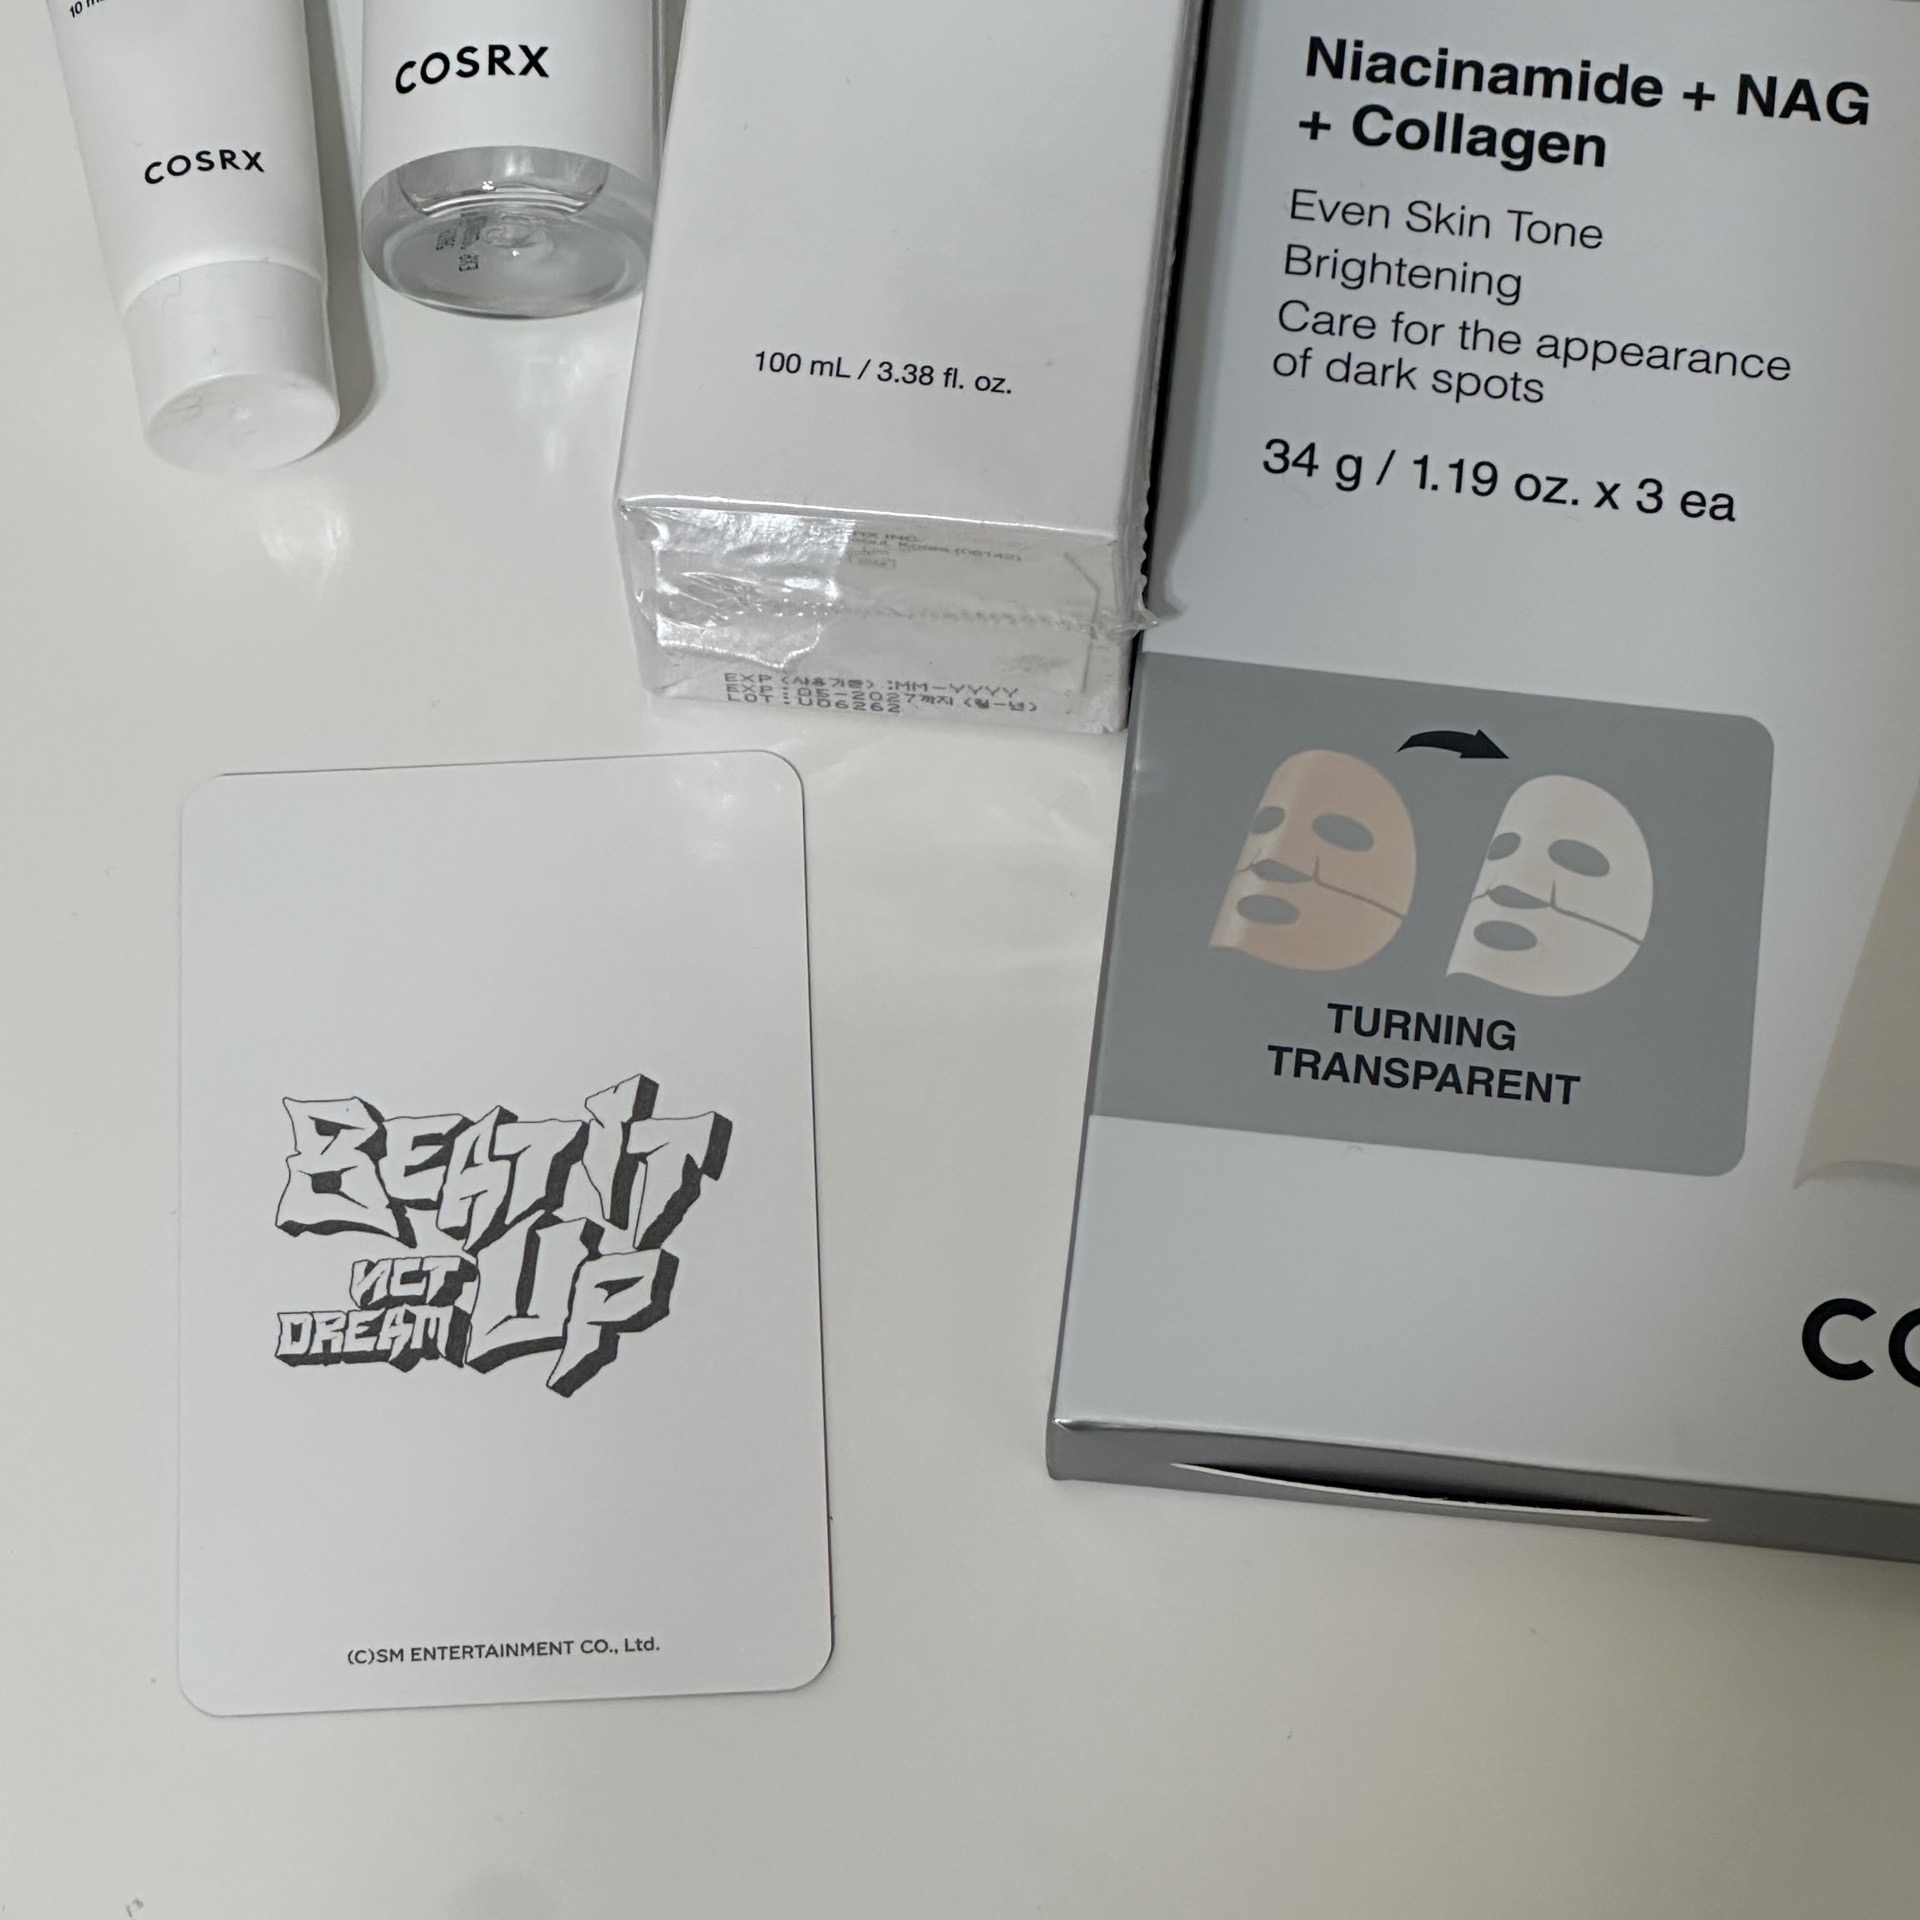 COSRX
COSRX
100 mL / 3.38 fl. oz.
EXP (사용기한) :MM-YYYY
EXP : 05-2027까지 (월-년)
LOT : U06262
Niacinamide + NAG
+ Collagen
Even Skin Tone
Brightening
Care for the appearance
of dark spots
34 g / 1.19 oz. x 3 ea
TURNING
TRANSPARENT
BEAT IT
UP
NCT
DREAM
(C)SM ENTERTAINMENT CO., Ltd.